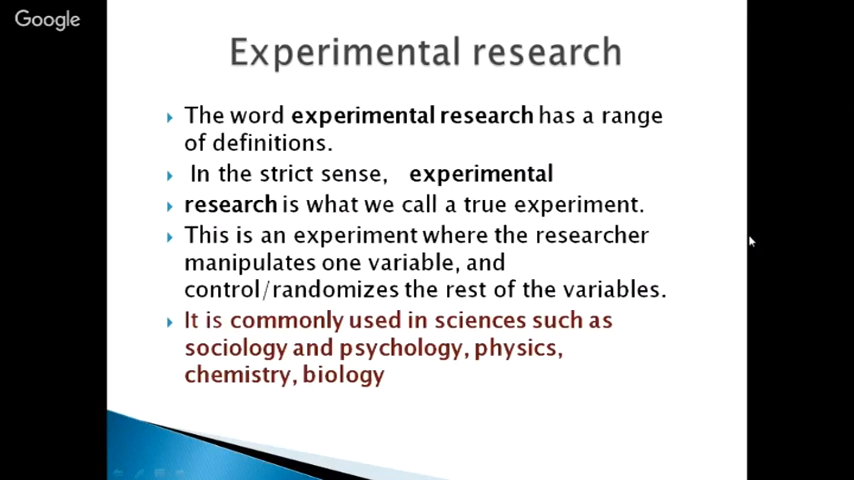 Google
Experimental research
The word experimental research has a range
of definitions.
In the strict sense, experimental
research is what we call a true experiment.
This is an experiment where the researcher
manipulates one variable, and
control/randomizes the rest of the variables.
It is commonly used in sciences such as
sociology and psychology, physics,
chemistry, biology